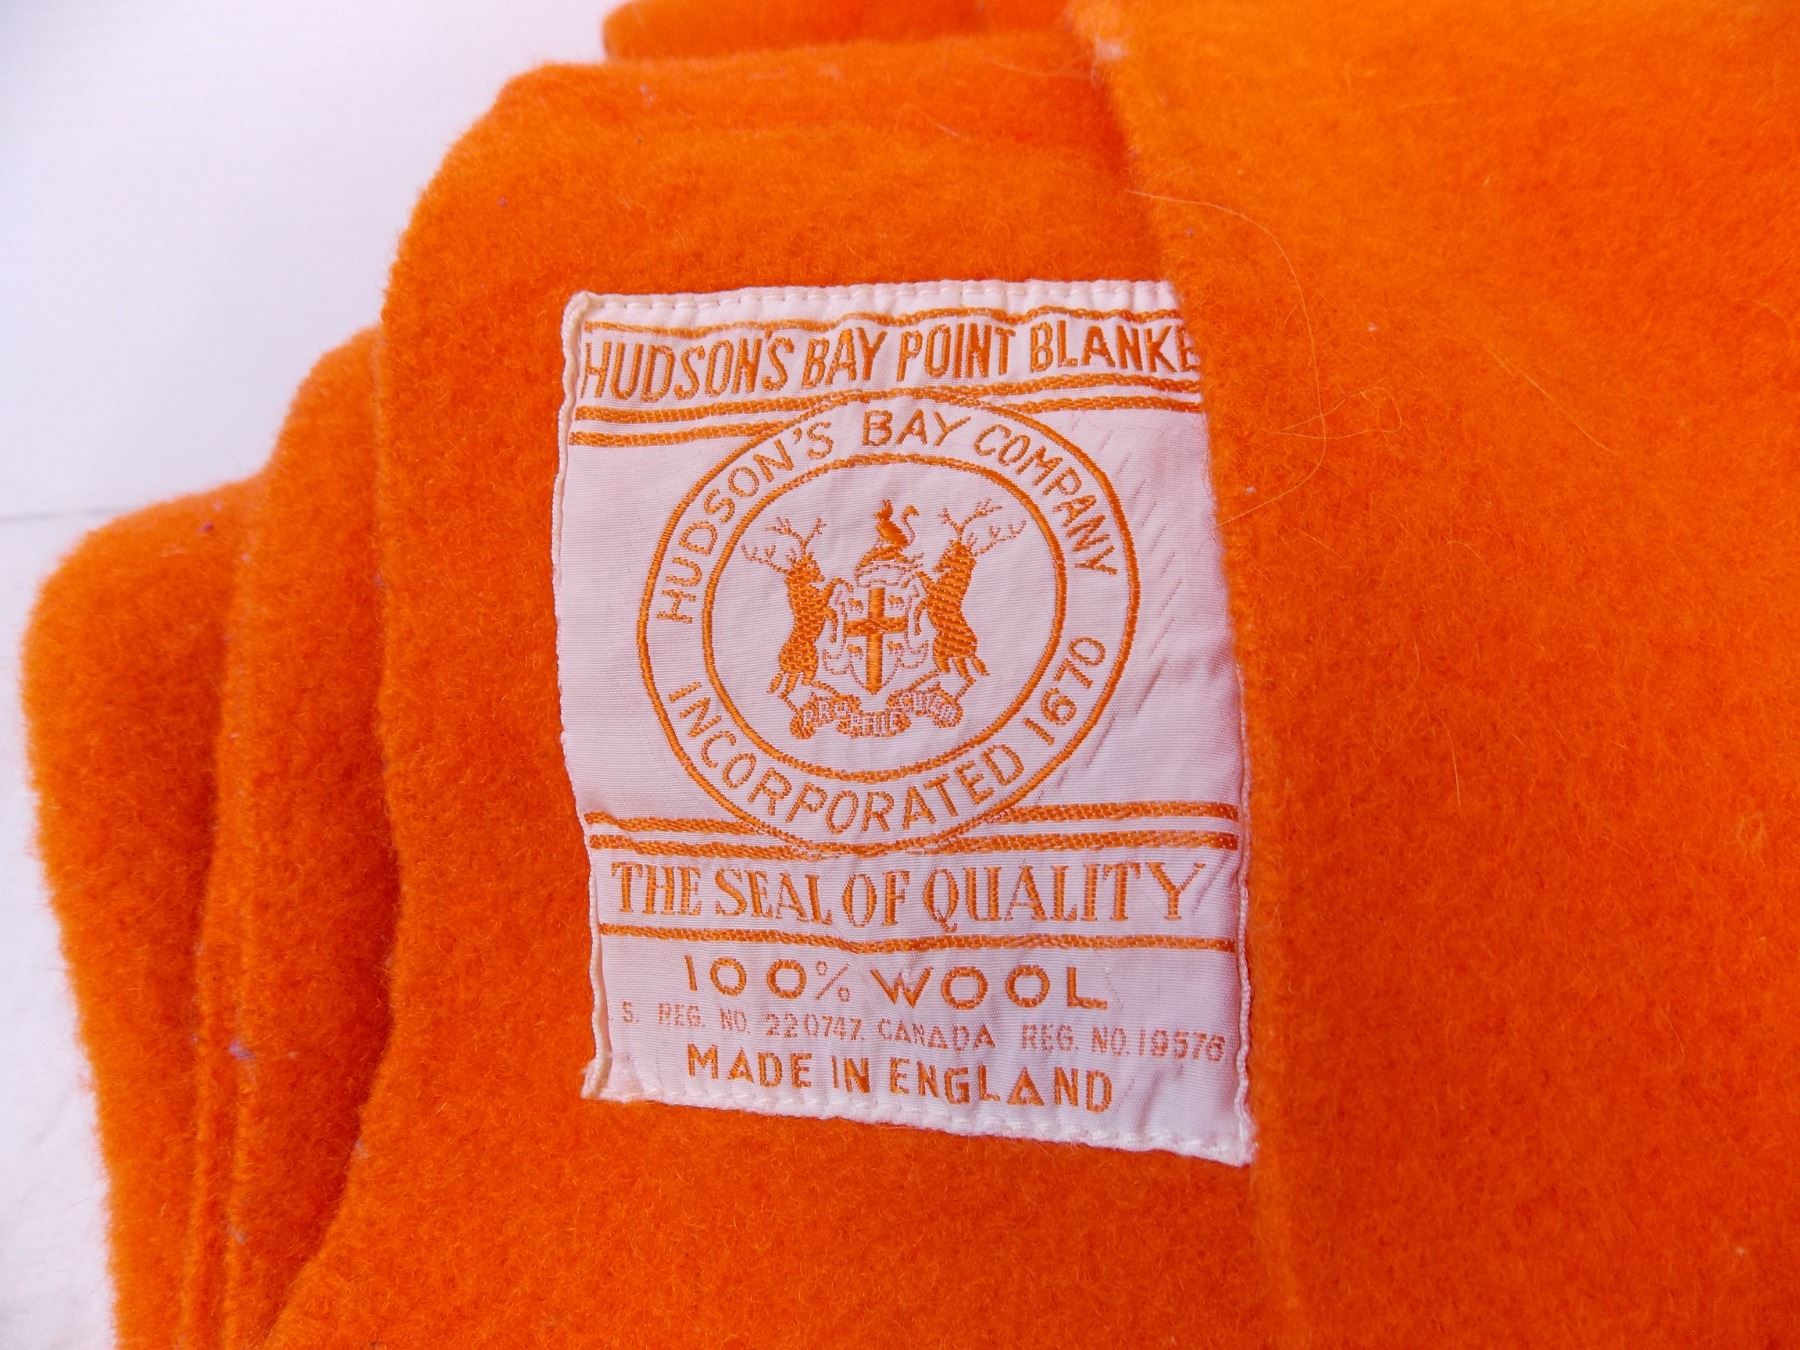 HUDSON'S BAY POINT BLANKE
HUDSON'S BAY COMPANY
INCORPORATED 1670
THE SEAL OF QUALITY
100% WOOL
S. REG. NO. 220747. CANADA REG. NO. 19576
MADE IN ENGLAND